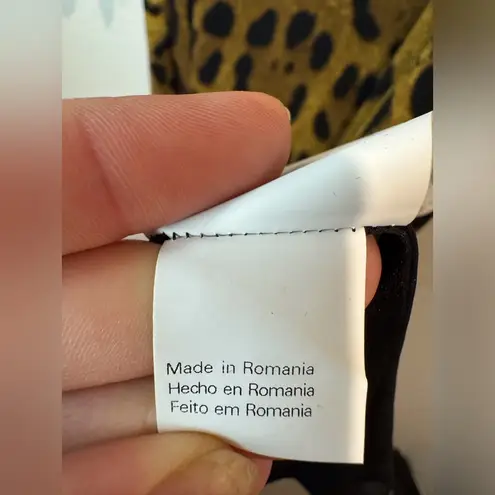 Made in Romania
Hecho en Romania
Feito em Romania